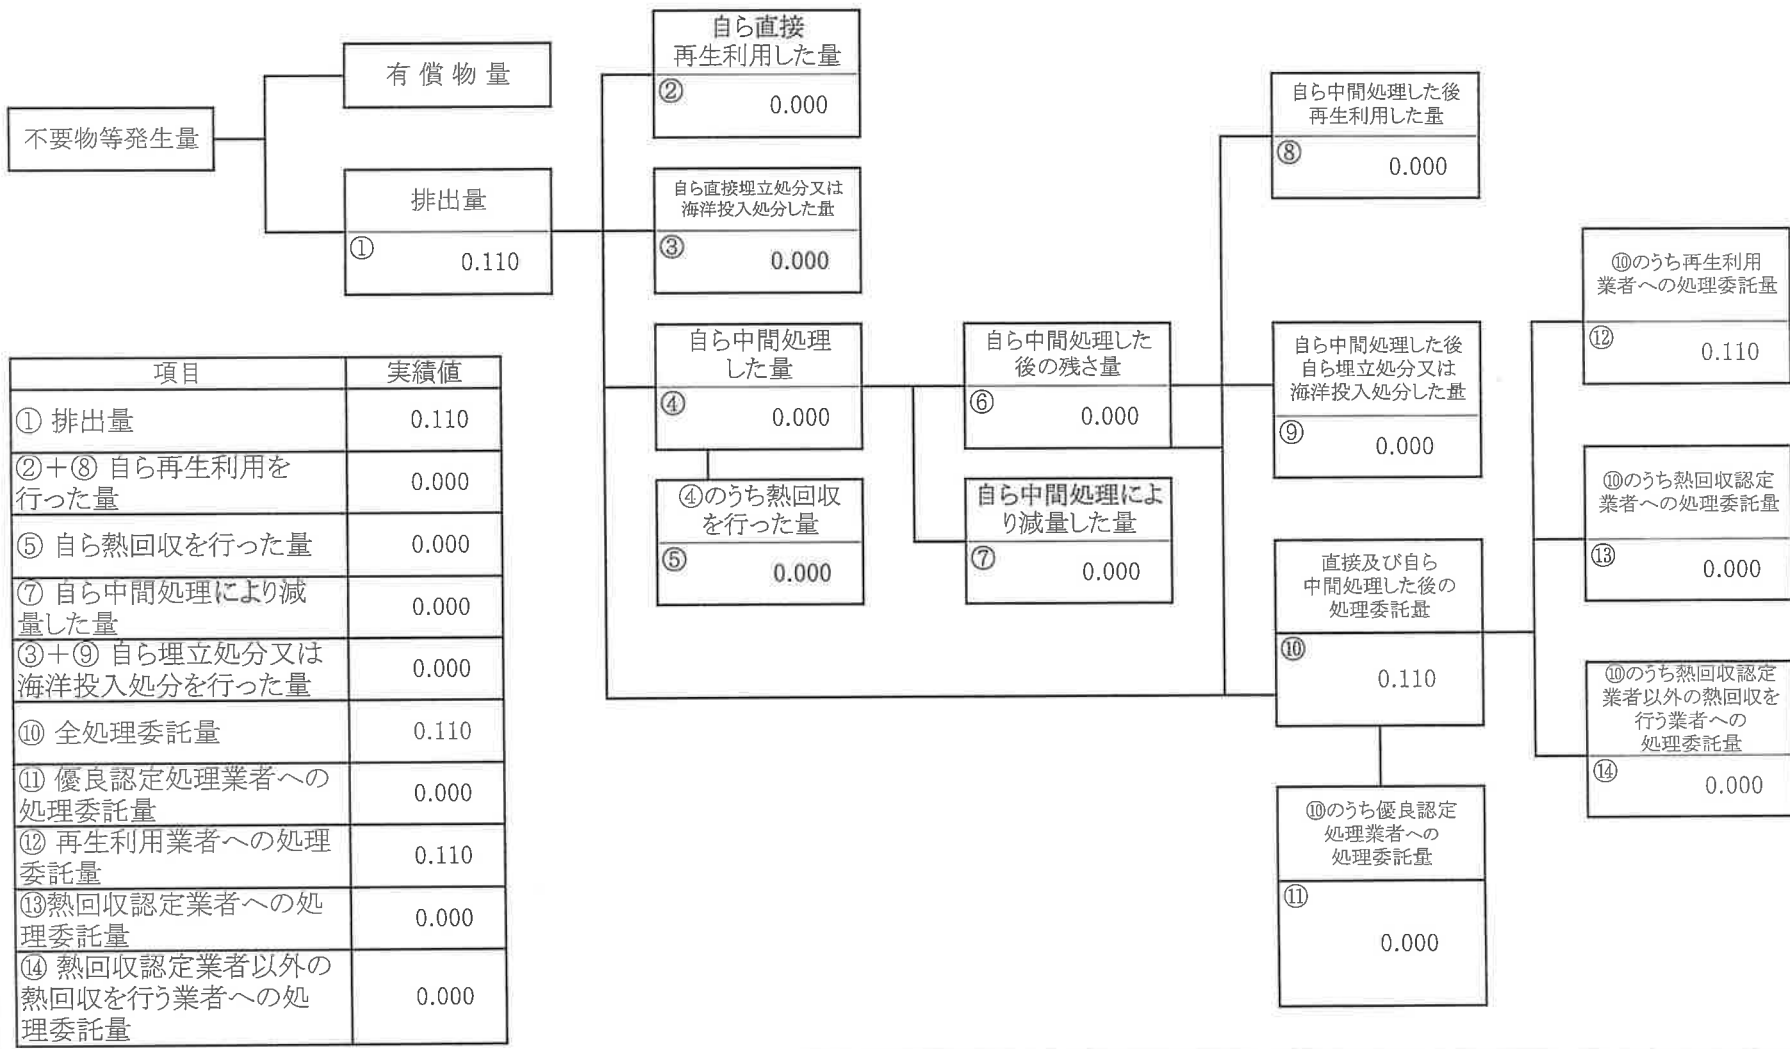 不要物等発生量
有償物量
排出量
①
0.110
自ら直接
再生利用した量
②
0.000
自ら直接埋立処分又は
海洋投入処分した量
③
0.000
自ら中間処理
した量
④
0.000
④のうち熱回収
を行った量
⑤
0.000
自ら中間処理した
後の残さ量
⑥
0.000
自ら中間処理によ
り減量した量
⑦
0.000
自ら中間処理した後
再生利用した量
⑧
0.000
自ら中間処理した後
自ら埋立処分又は
海洋投入処分した量
⑨
0.000
直接及び自ら
中間処理した後の
処理委託量
⑩
0.110
⑩のうち優良認定
処理業者への
処理委託量
⑪
0.000
⑩のうち再生利用
業者への処理委託量
⑫
0.110
⑩のうち熱回収認定
業者への処理委託量
⑬
0.000
⑩のうち熱回収認定
業者以外の熱回収を
行う業者への
処理委託量
⑭
0.000
項目 実績値
① 排出量 0.110
②＋⑧ 自ら再生利用を
行った量 0.000
⑤ 自ら熱回収を行った量 0.000
⑦ 自ら中間処理により減
量した量 0.000
③＋⑨ 自ら埋立処分又は
海洋投入処分を行った量 0.000
⑩ 全処理委託量 0.110
⑪ 優良認定処理業者への
処理委託量 0.000
⑫ 再生利用業者への処理
委託量 0.110
⑬熱回収認定業者への処
理委託量 0.000
⑭ 熱回収認定業者以外の
熱回収を行う業者への処
理委託量 0.000